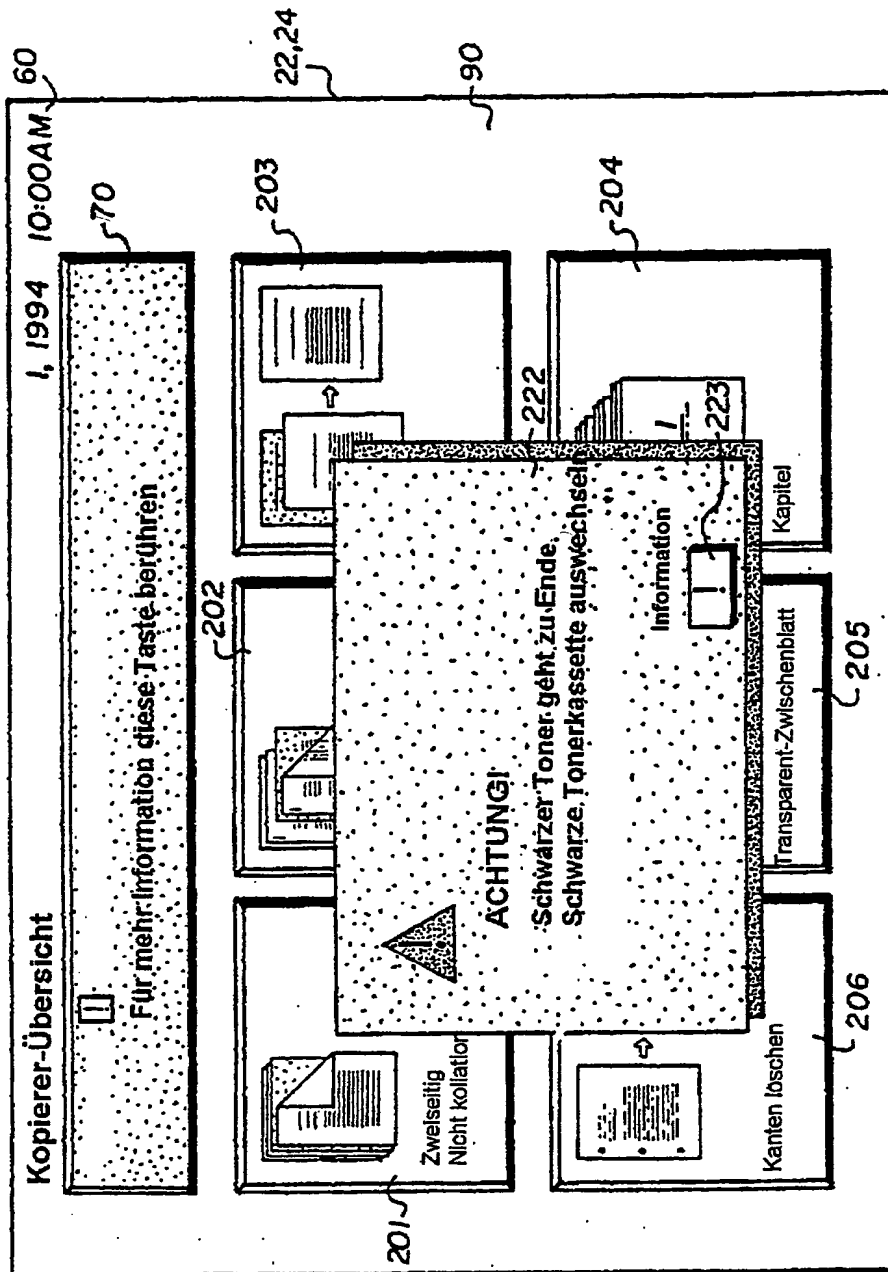 Kopierer-Übersicht
1, 1994 10:00AM
60
22,24
Für mehr Information diese Taste berühren
70
90
202
203
201
Zweiseitig
Nicht kollation
ACHTUNG!
Schwarzer Toner geht zu Ende
Schwarze Tonerkassette auswechseln
Information
222
223
204
Kanten löschen
206
Transparent-Zwischenblatt
205
Kapitel